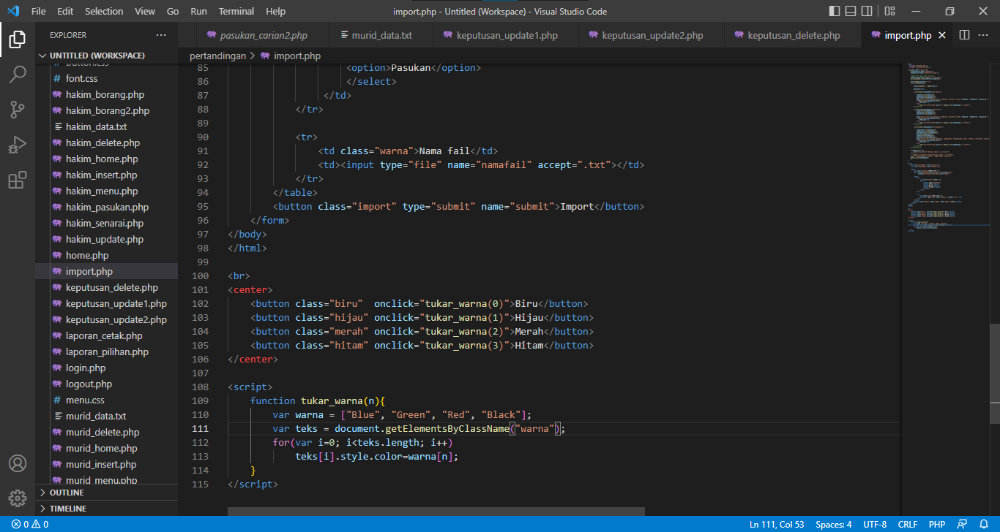 File Edit Selection View Go Run Terminal Help import.php - Untitled (Workspace) - Visual Studio Code
EXPLORER
pasukan_carian2.php murid_data.txt keputusan_update1.php keputusan_update2.php keputusan_delete.php import.php
UNTITLED (WORKSPACE)
pertandingan > import.php
button.css
font.css
hakim_borang.php
hakim_borang2.php
hakim_data.txt
hakim_delete.php
hakim_home.php
hakim_insert.php
hakim_menu.php
hakim_pasukan.php
hakim_senarai.php
hakim_update.php
home.php
import.php
keputusan_delete.php
keputusan_update1.php
keputusan_update2.php
laporan_cetak.php
laporan_pilihan.php
login.php
logout.php
menu.css
murid_data.txt
murid_delete.php
murid_home.php
murid_insert.php
murid_menu.php
OUTLINE
TIMELINE
85 <option>Pasukan</option>
86 </select>
87 </td>
88 </tr>
89
90 <tr>
91 <td class="warna">Nama fail</td>
92 <td><input type="file" name="namafail" accept=".txt"></td>
93 </tr>
94 </table>
95 <button class="import" type="submit" name="submit">Import</button>
96 </form>
97 </body>
98 </html>
99
100 <br>
101 <center>
102 <button class="biru"  onclick="tukar_warna(0)">Biru</button>
103 <button class="hijau" onclick="tukar_warna(1)">Hijau</button>
104 <button class="merah" onclick="tukar_warna(2)">Merah</button>
105 <button class="hitam" onclick="tukar_warna(3)">Hitam</button>
106 </center>
107
108 <script>
109 function tukar_warna(n){
110 var warna = ["Blue", "Green", "Red", "Black"];
111 var teks = document.getElementsByClassName("warna");
112 for(var i=0; i<teks.length; i++)
113 teks[i].style.color=warna[n];
114 }
115 </script>
0 0 Ln 111, Col 53 Spaces: 4 UTF-8 CRLF PHP